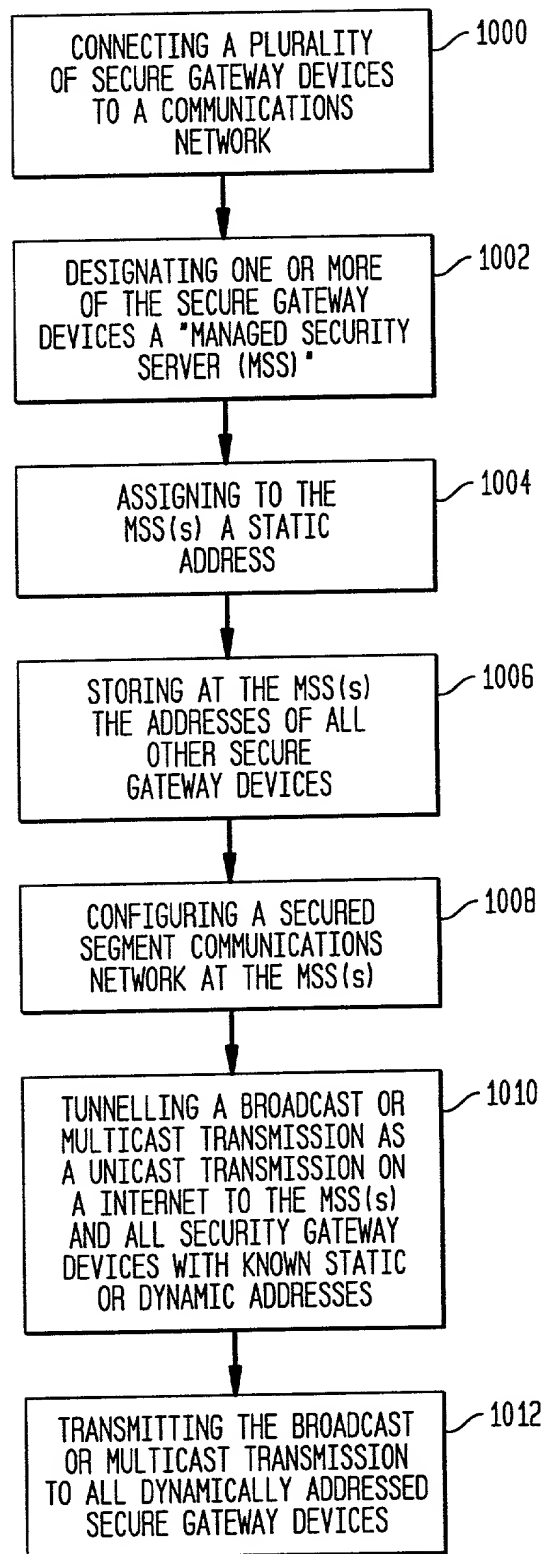 CONNECTING A PLURALITY
OF SECURE GATEWAY DEVICES
TO A COMMUNICATIONS
NETWORK
1000
DESIGNATING ONE OR MORE
OF THE SECURE GATEWAY
DEVICES A "MANAGED SECURITY
SERVER (MSS)"
1002
ASSIGNING TO THE
MSS(s) A STATIC
ADDRESS
1004
STORING AT THE MSS(s)
THE ADDRESSES OF ALL
OTHER SECURE
GATEWAY DEVICES
1006
CONFIGURING A SECURED
SEGMENT COMMUNICATIONS
NETWORK AT THE MSS(s)
1008
TUNNELLING A BROADCAST OR
MULTICAST TRANSMISSION AS
A UNICAST TRANSMISSION ON
A INTERNET TO THE MSS(s)
AND ALL SECURITY GATEWAY
DEVICES WITH KNOWN STATIC
OR DYNAMIC ADDRESSES
1010
TRANSMITTING THE BROADCAST
OR MULTICAST TRANSMISSION
TO ALL DYNAMICALLY ADDRESSED
SECURE GATEWAY DEVICES
1012